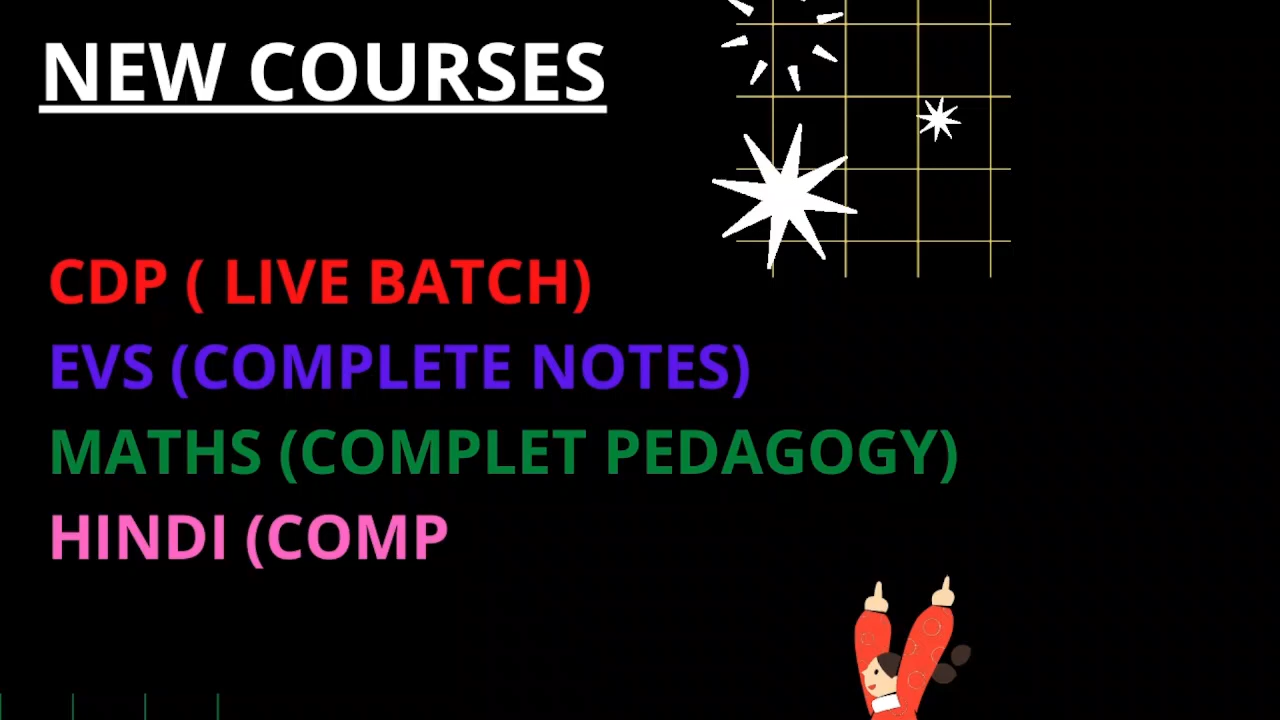 NEW COURSES
CDP ( LIVE BATCH)
EVS (COMPLETE NOTES)
MATHS (COMPLET PEDAGOGY)
HINDI (COMP